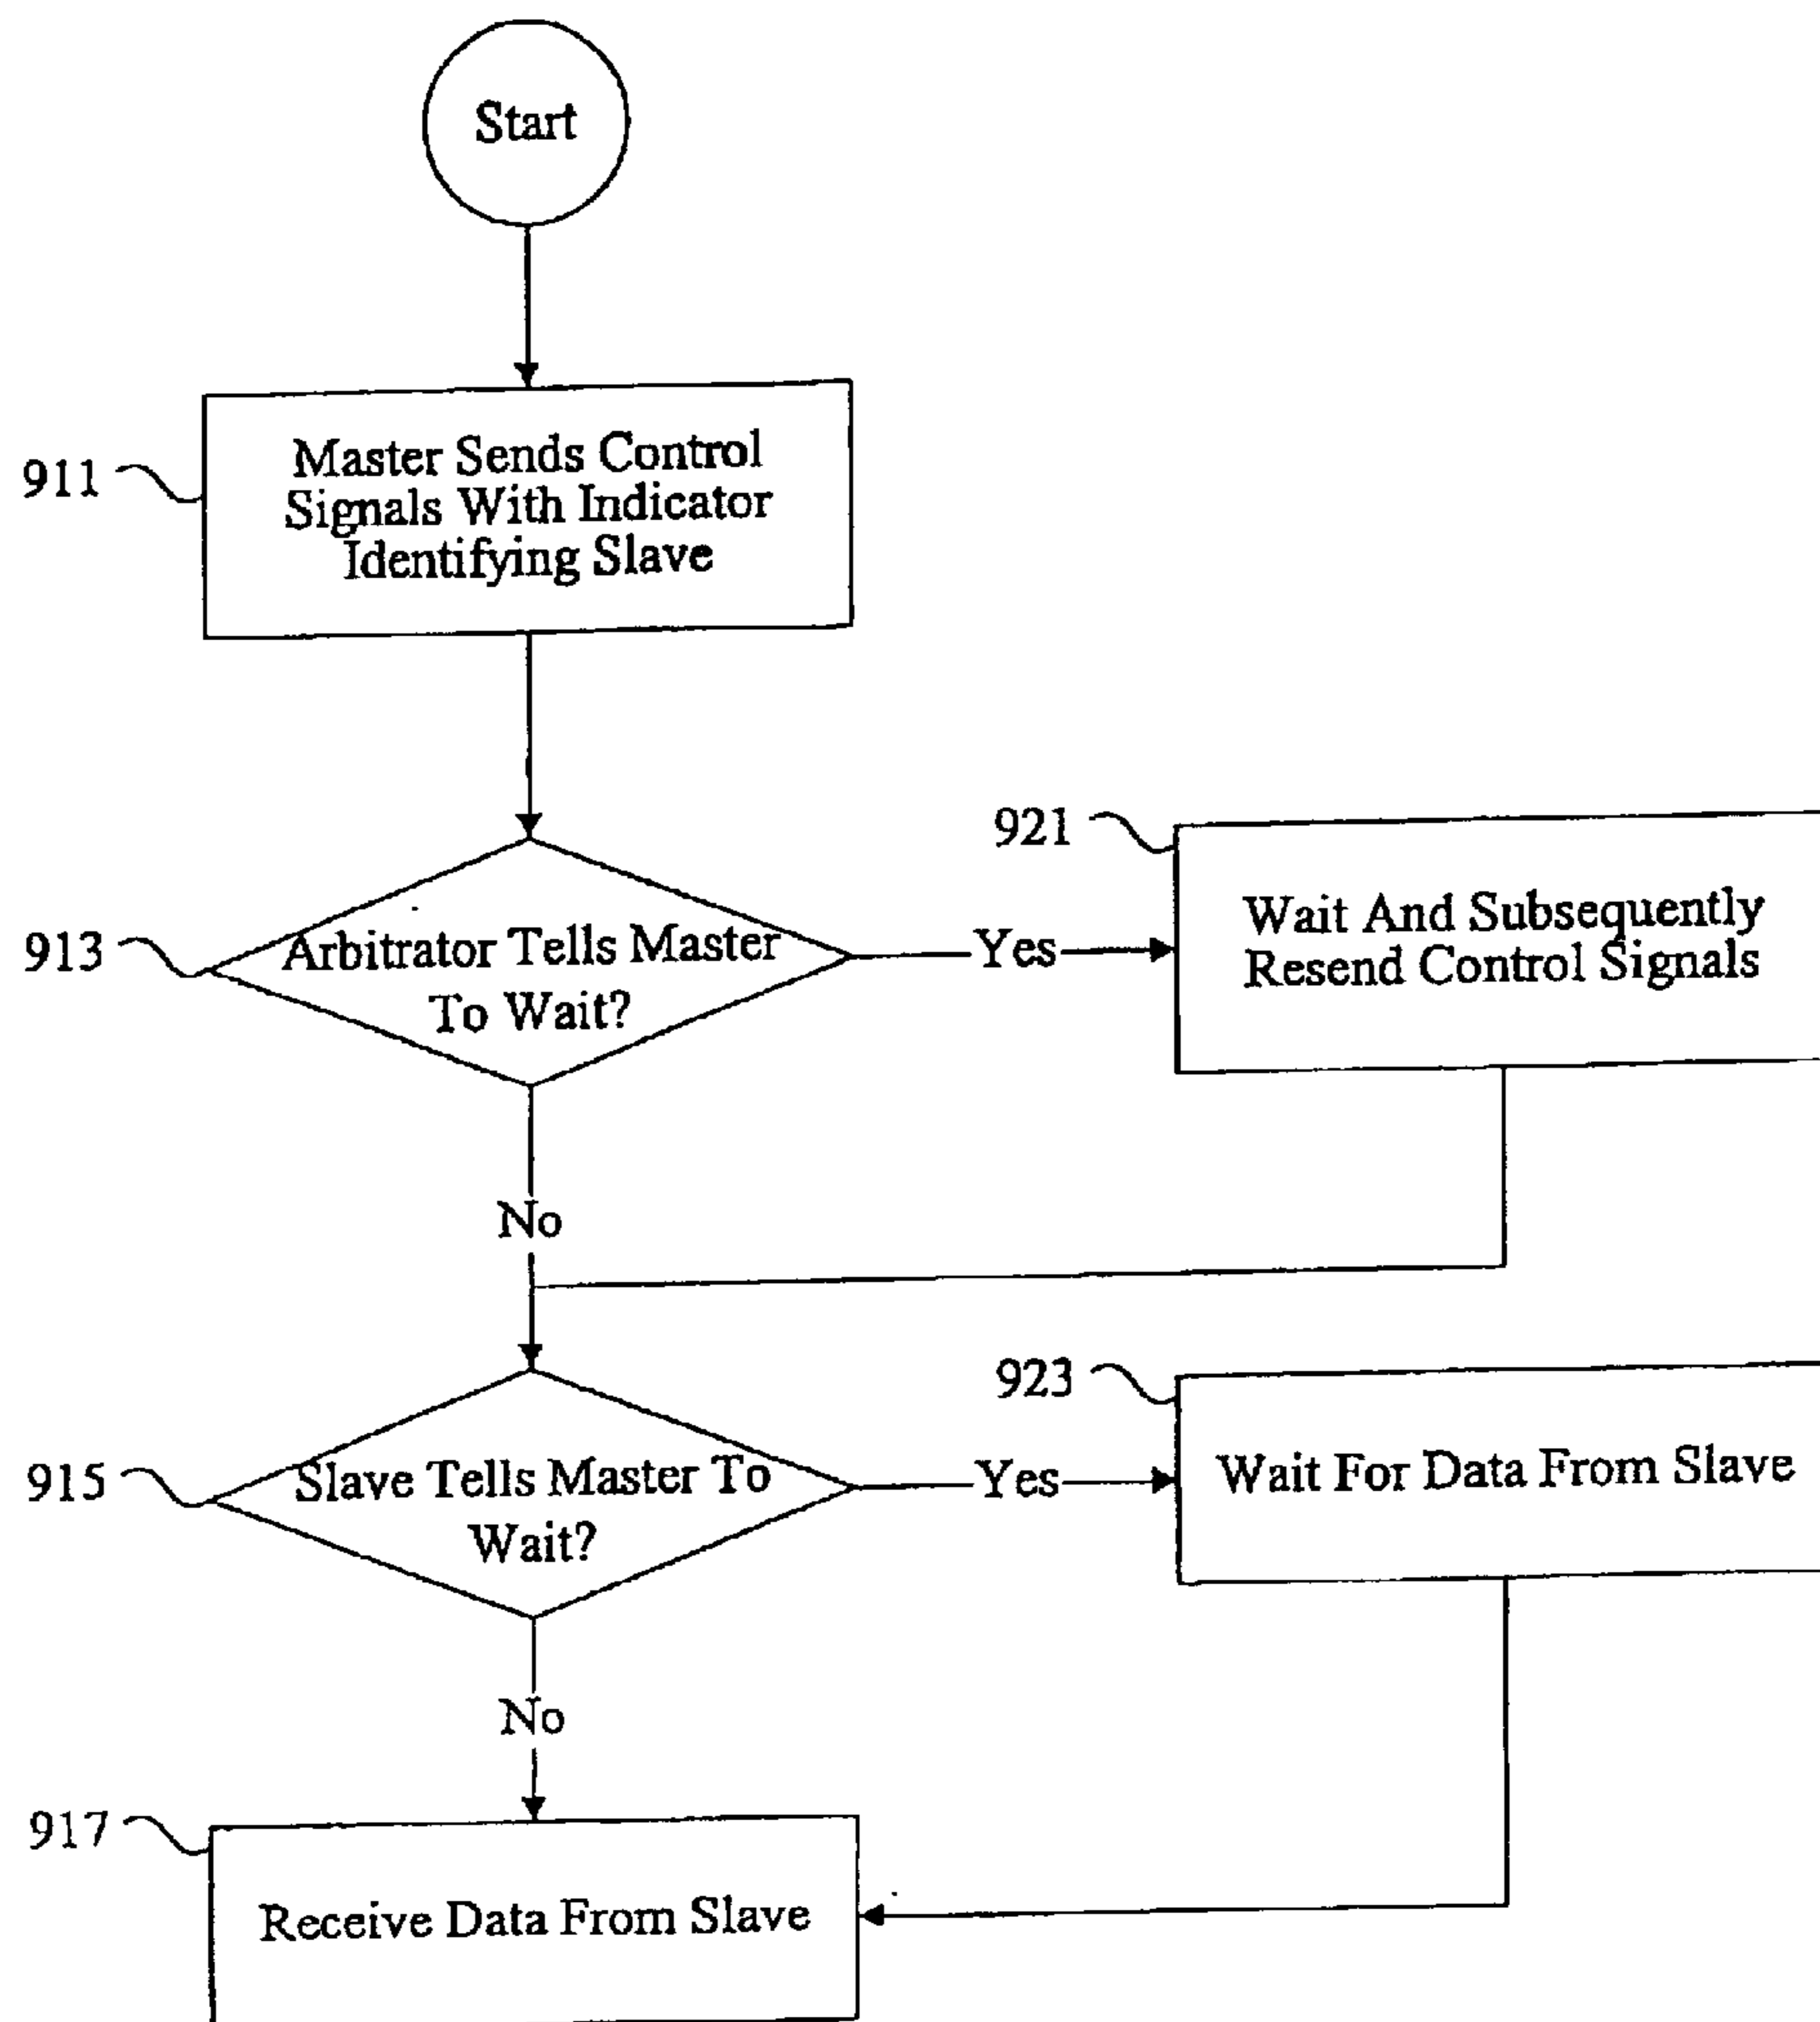 Start
911
Master Sends Control
Signals With Indicator
Identifying Slave
913
Arbitrator Tells Master
To Wait?
Yes
921
Wait And Subsequently
Resend Control Signals
No
915
Slave Tells Master To
Wait?
Yes
923
Wait For Data From Slave
No
917
Receive Data From Slave